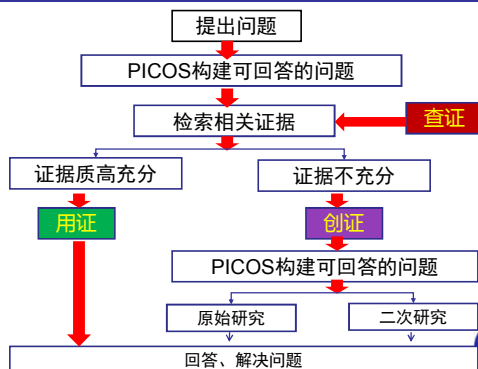 提出问题
PICOS构建可回答的问题
检索相关证据
查证
证据质高充分
证据不充分
用证
创证
PICOS构建可回答的问题
原始研究
二次研究
回答、解决问题